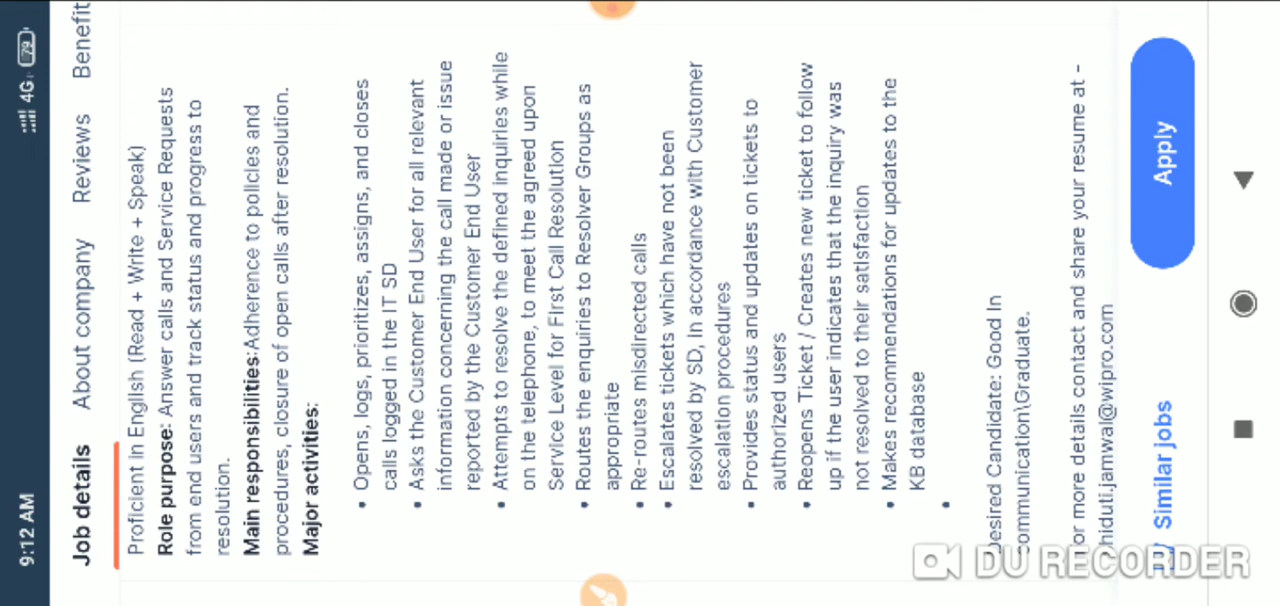 9:12 AM
4G 79
Job details About company Reviews Benefit
Proficient in English (Read + Write + Speak)
Role purpose: Answer calls and Service Requests
from end users and track status and progress to
resolution.
Main responsibilities:Adherence to policies and
procedures, closure of open calls after resolution.
Major activities:
• Opens, logs, prioritizes, assigns, and closes
calls logged in the IT SD
• Asks the Customer End User for all relevant
information concerning the call made or issue
reported by the Customer End User
• Attempts to resolve the defined inquiries while
on the telephone, to meet the agreed upon
Service Level for First Call Resolution
• Routes the enquiries to Resolver Groups as
appropriate
• Re-routes misdirected calls
• Escalates tickets which have not been
resolved by SD, in accordance with Customer
escalation procedures
• Provides status and updates on tickets to
authorized users
• Reopens Ticket / Creates new ticket to follow
up if the user indicates that the inquiry was
not resolved to their satisfaction
• Makes recommendations for updates to the
KB database
•
Desired Candidate: Good In
communication\Graduate.
For more details contact and share your resume at -
hiduti.jamwal@wipro.com
Similar jobs
Apply
DU RECORDER